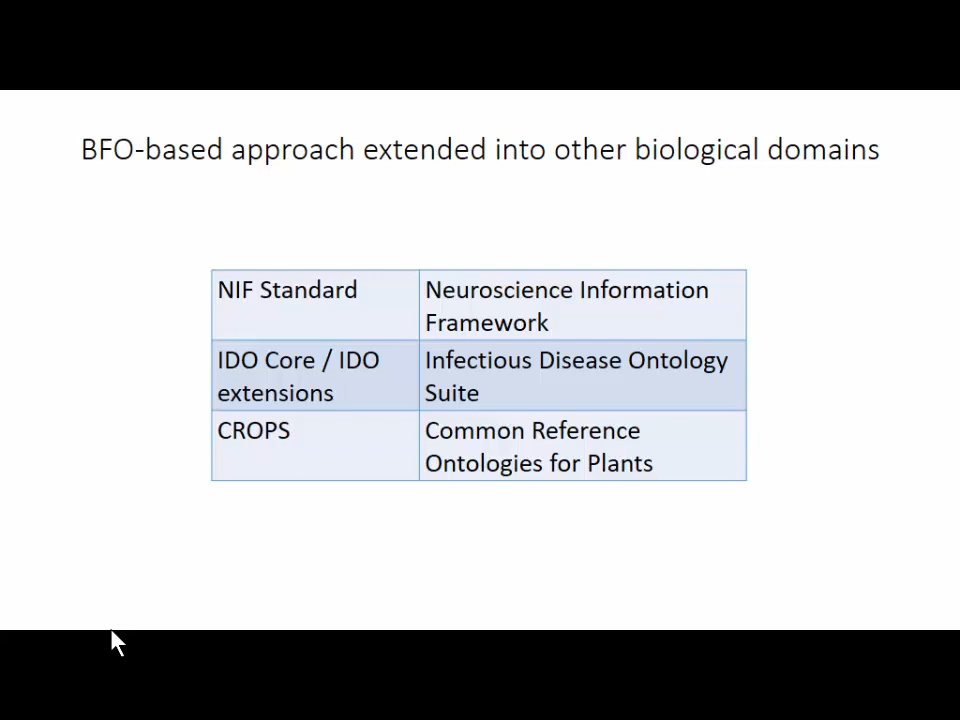 BFO-based approach extended into other biological domains
NIF Standard
Neuroscience Information
Framework
IDO Core / IDO
extensions
Infectious Disease Ontology
Suite
CROPS
Common Reference
Ontologies for Plants